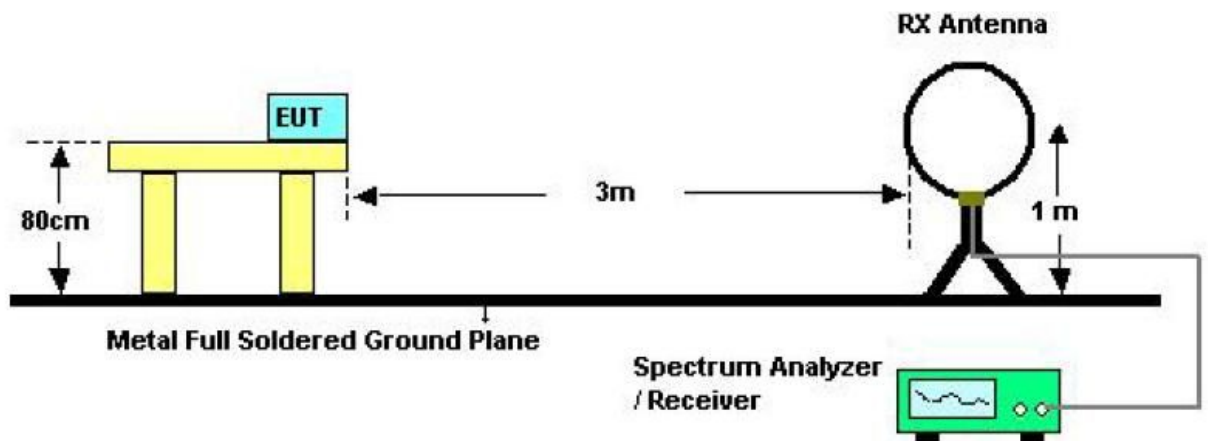 RX Antenna
EUT
80cm
3m
1 m
Metal Full Soldered Ground Plane
Spectrum Analyzer
/ Receiver